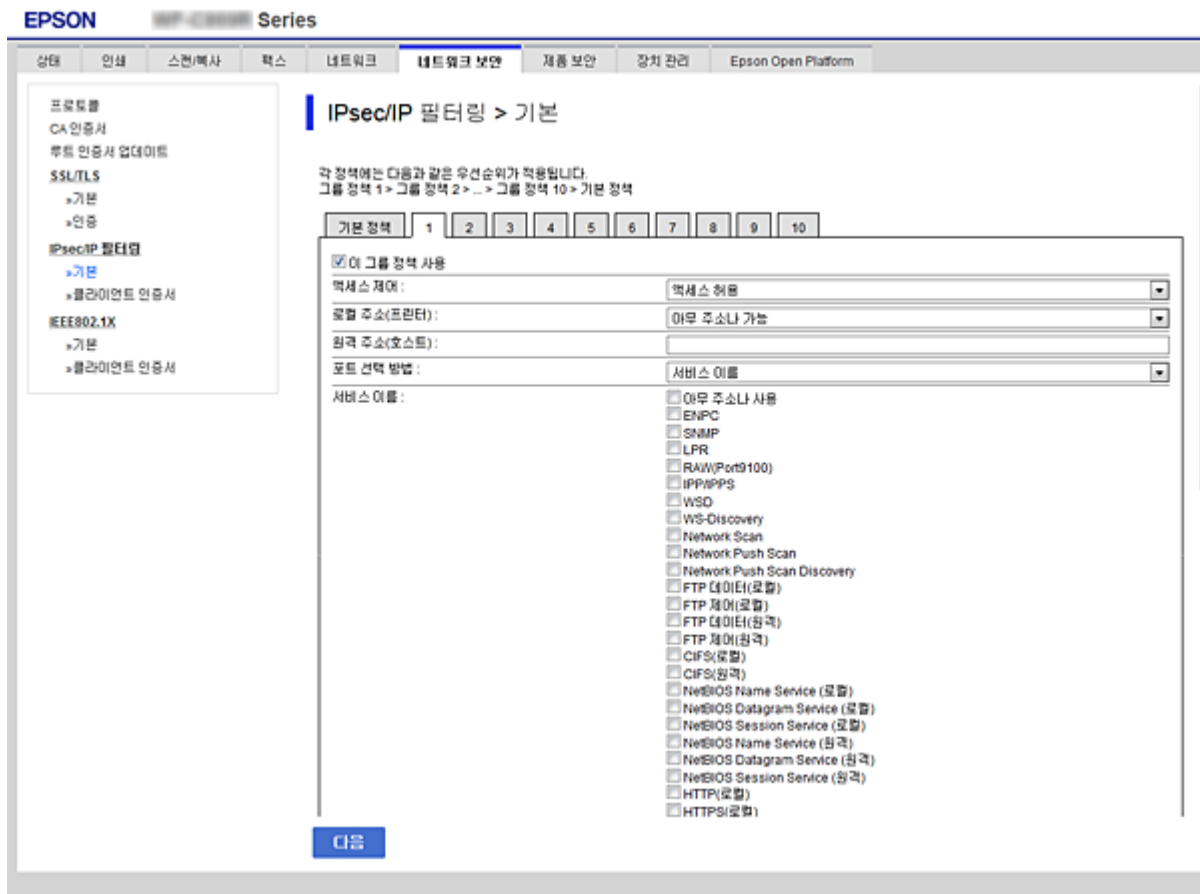 EPSON Series
상태 인쇄 스캔/복사 팩스 네트워크 네트워크 보안 제품 보안 장치 관리 Epson Open Platform
프로토콜
CA 인증서
루트 인증서 업데이트
SSL/TLS
»기본
»인증
IPsec/IP 필터링
»기본
»클라이언트 인증서
IEEE802.1X
»기본
»클라이언트 인증서
IPsec/IP 필터링 > 기본
각 정책에는 다음과 같은 우선순위가 적용됩니다.
그룹 정책 1 > 그룹 정책 2 > ... > 그룹 정책 10 > 기본 정책
기본 정책 1 2 3 4 5 6 7 8 9 10
이 그룹 정책 사용
액세스 제어 : 액세스 허용
로컬 주소(프린터) : 아무 주소나 가능
원격 주소(호스트) :
포트 선택 방법 : 서비스 이름
서비스 이름 : 아무 주소나 사용
ENPC
SNMP
LPR
RAW(Port9100)
IPP/IPPS
WSD
WS-Discovery
Network Scan
Network Push Scan
Network Push Scan Discovery
FTP 데이터(로컬)
FTP 제어(로컬)
FTP 데이터(원격)
FTP 제어(원격)
CIFS(로컬)
CIFS(원격)
NetBIOS Name Service (로컬)
NetBIOS Datagram Service (로컬)
NetBIOS Session Service (로컬)
NetBIOS Name Service (원격)
NetBIOS Datagram Service (원격)
NetBIOS Session Service (원격)
HTTP(로컬)
HTTPS(로컬)
다음